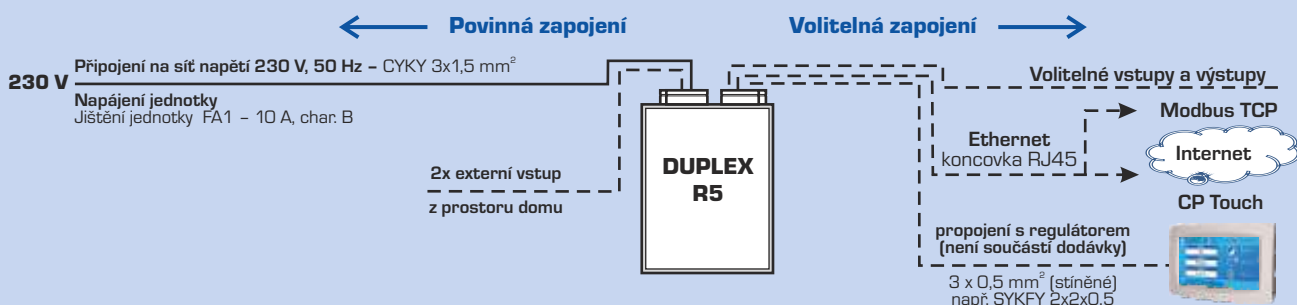 Povinná zapojení
Volitelná zapojení
230 V
Připojení na síť napětí 230 V, 50 Hz – CYKY 3x1,5 mm²
Napájení jednotky
Jištění jednotky FA1 – 10 A, char. B
2x externí vstup
z prostoru domu
DUPLEX
R5
Volitelné vstupy a výstupy
Modbus TCP
Ethernet
koncovka RJ45
Internet
CP Touch
propojení s regulátorem
(není součástí dodávky)
3 x 0,5 mm² (stíněné)
např. SYKFY 2x2x0,5